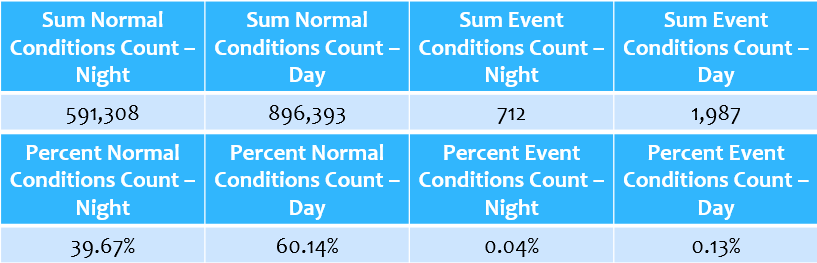 Sum Normal Conditions Count – Night
Sum Normal Conditions Count – Day
Sum Event Conditions Count – Night
Sum Event Conditions Count – Day
591,308
896,393
712
1,987
Percent Normal Conditions Count – Night
Percent Normal Conditions Count – Day
Percent Event Conditions Count – Night
Percent Event Conditions Count – Day
39.67%
60.14%
0.04%
0.13%